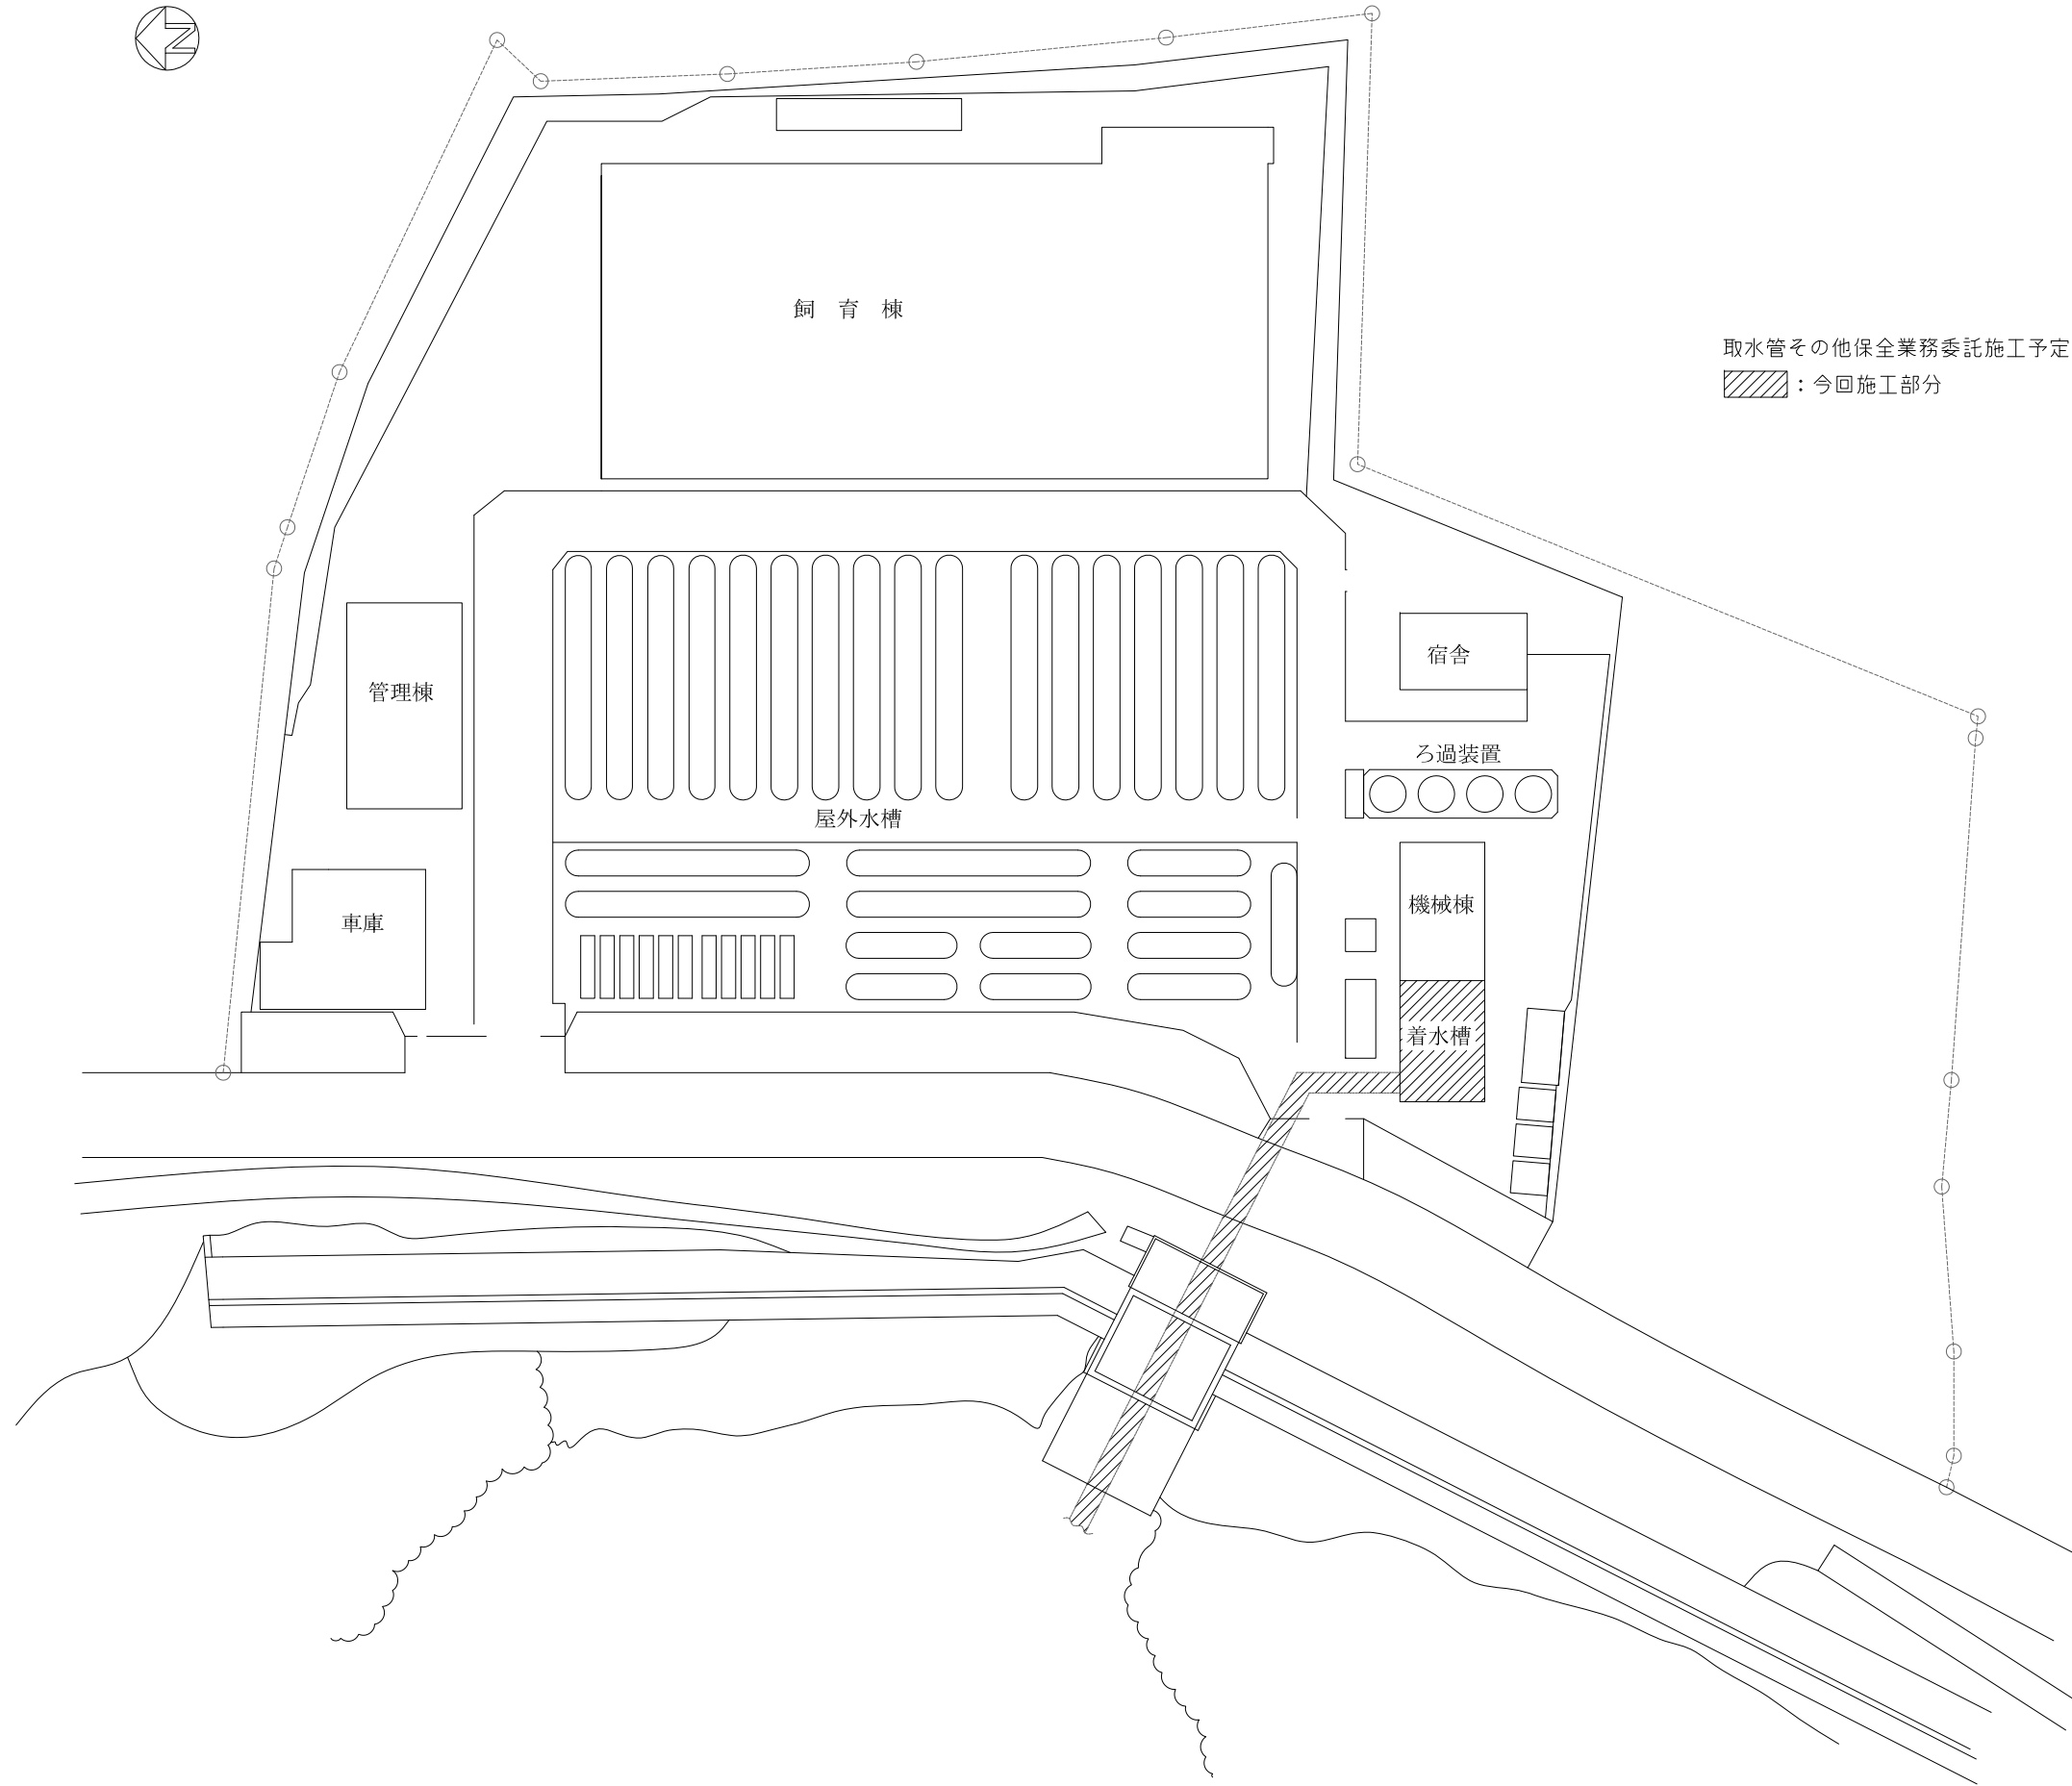 N
飼育棟
取水管その他保全業務委託施工予定
：今回施工部分
宿舎
管理棟
ろ過装置
屋外水槽
機械棟
車庫
着水槽